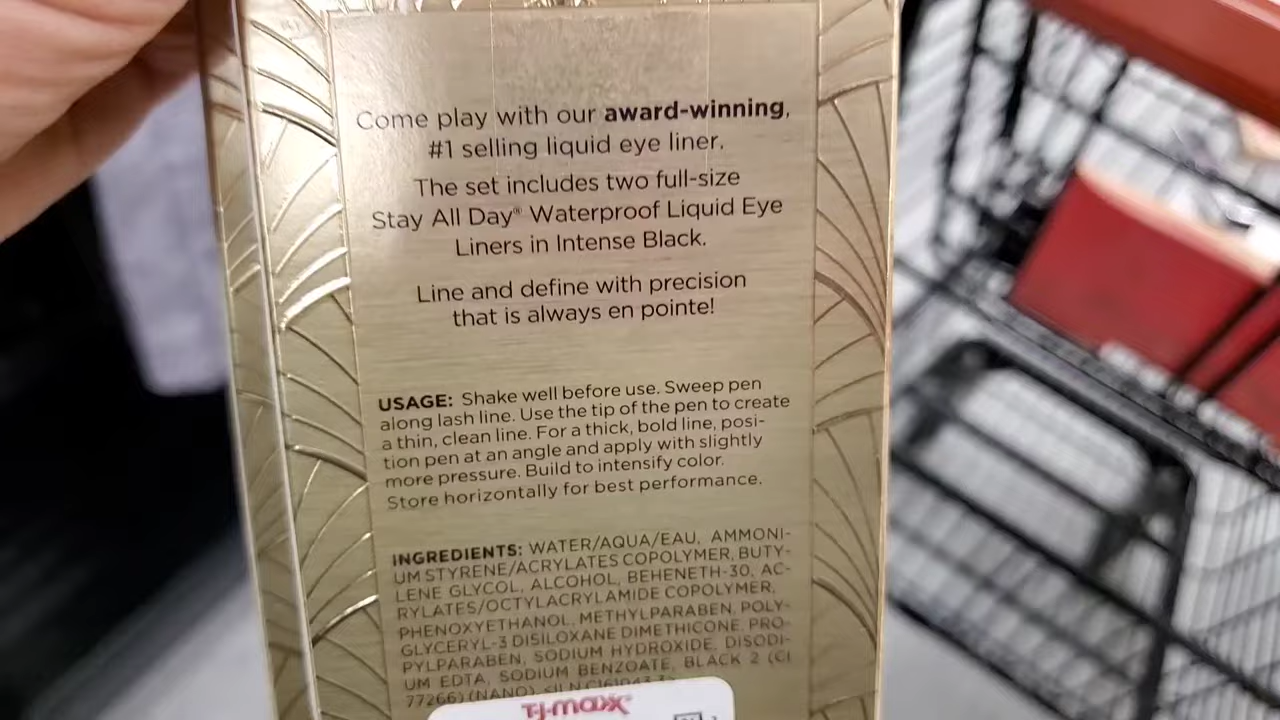 Come play with our award-winning,
#1 selling liquid eye liner.
The set includes two full-size
Stay All Day® Waterproof Liquid Eye
Liners in Intense Black.
Line and define with precision
that is always en pointe!
USAGE: Shake well before use. Sweep pen
along lash line. Use the tip of the pen to create
a thin, clean line. For a thick, bold line, posi-
tion pen at an angle and apply with slightly
more pressure. Build to intensify color.
Store horizontally for best performance.
INGREDIENTS: WATER/AQUA/EAU, AMMONI-
UM STYRENE/ACRYLATES COPOLYMER, BUTY-
LENE GLYCOL, ALCOHOL, BEHENETH-30, AC-
RYLATES/OCTYLACRYLAMIDE COPOLYMER,
PHENOXYETHANOL, METHYLPARABEN, POLY-
GLYCERYL-3 DISILOXANE DIMETHICONE, PRO-
PYLPARABEN, SODIUM HYDROXIDE, DISODI-
UM EDTA, SODIUM BENZOATE, BLACK 2 (CI
77266) (NANO)
T·J·maxx